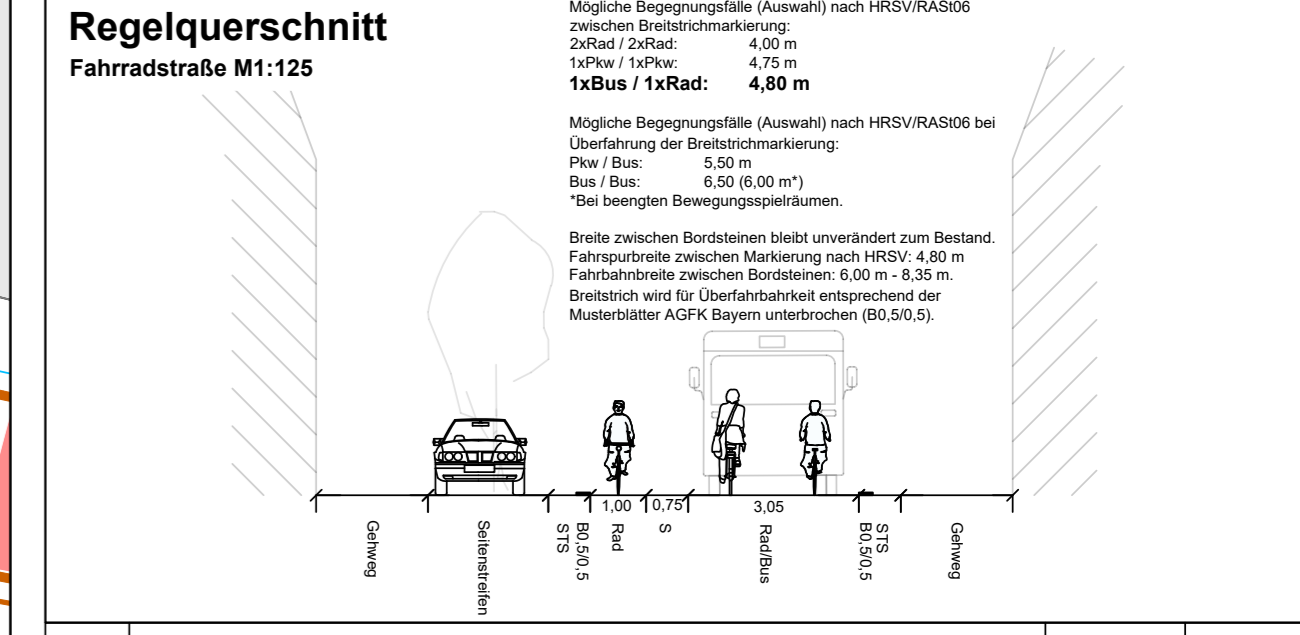 Regelquerschnitt
Fahrradstraße M1:125
Mögliche Begegnungsfälle (Auswahl) nach HRSV/RASt06
zwischen Breitstrichmarkierung:
2xRad / 2xRad: 4,00 m
1xPkw / 1xPkw: 4,75 m
1xBus / 1xRad: 4,80 m
Mögliche Begegnungsfälle (Auswahl) nach HRSV/RASt06 bei
Überfahrung der Breitstrichmarkierung:
Pkw / Bus: 5,50 m
Bus / Bus: 6,50 (6,00 m*)
*Bei beengten Bewegungsspielräumen.
Breite zwischen Bordsteinen bleibt unverändert zum Bestand.
Fahrspurbreite zwischen Markierung nach HRSV: 4,80 m
Fahrbahnbreite zwischen Bordsteinen: 6,00 m - 8,35 m.
Breitstrich wird für Überfahrbahrkeit entsprechend der
Musterblätter AGFK Bayern unterbrochen (B0,5/0,5).
1,00 0,75 3,05
Gehweg
Seitenstreifen
STS
B0,5/0,5
Rad
S
Rad/Bus
STS
B0,5/0,5
Gehweg